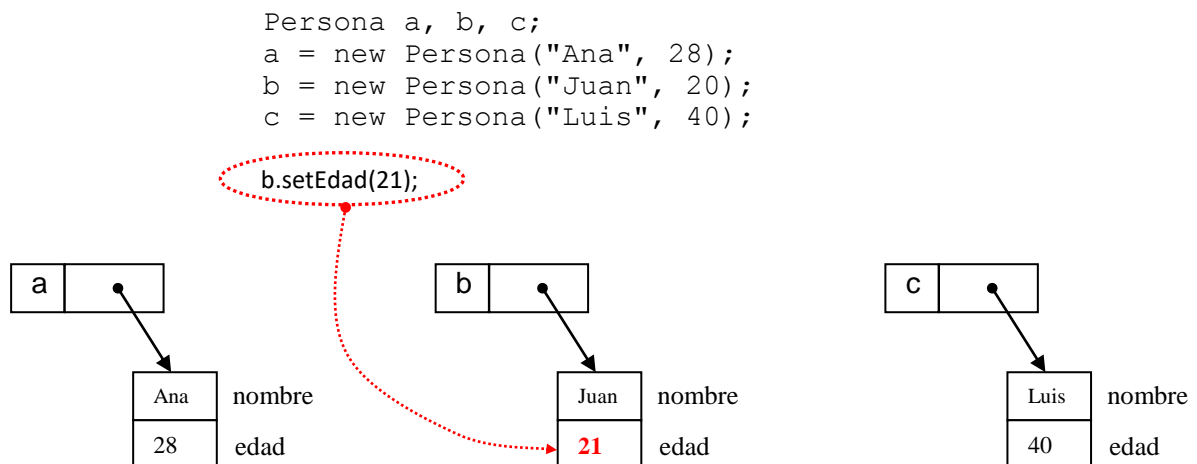 Persona a, b, c;
a = new Persona("Ana", 28);
b = new Persona("Juan", 20);
c = new Persona("Luis", 40);
b.setEdad(21);
a b c
Ana nombre Juan nombre Luis nombre
28 edad 21 edad 40 edad